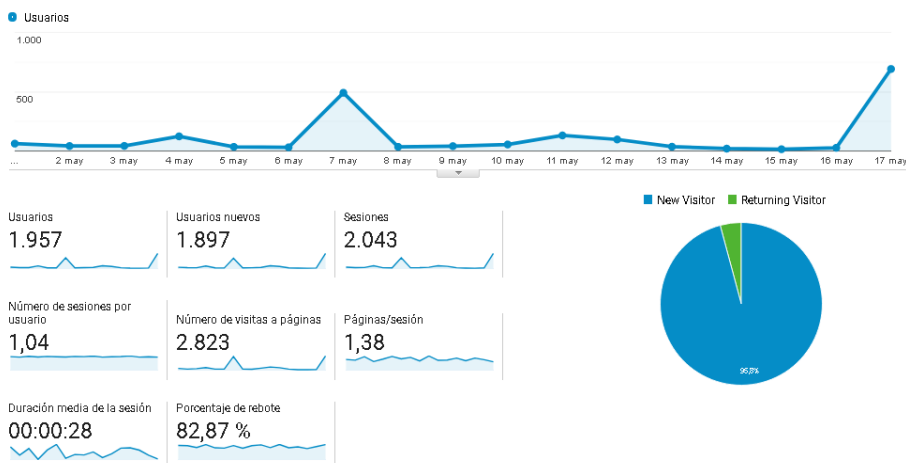 Usuarios
1.000
500
...
2 may
3 may
4 may
5 may
6 may
7 may
8 may
9 may
10 may
11 may
12 may
13 may
14 may
15 may
16 may
17 may
New Visitor
Returning Visitor
Usuarios
1.957
Usuarios nuevos
1.897
Sesiones
2.043
Número de sesiones por
usuario
1,04
Número de visitas a páginas
2.823
Páginas/sesión
1,38
Duración media de la sesión
00:00:28
Porcentaje de rebote
82,87 %